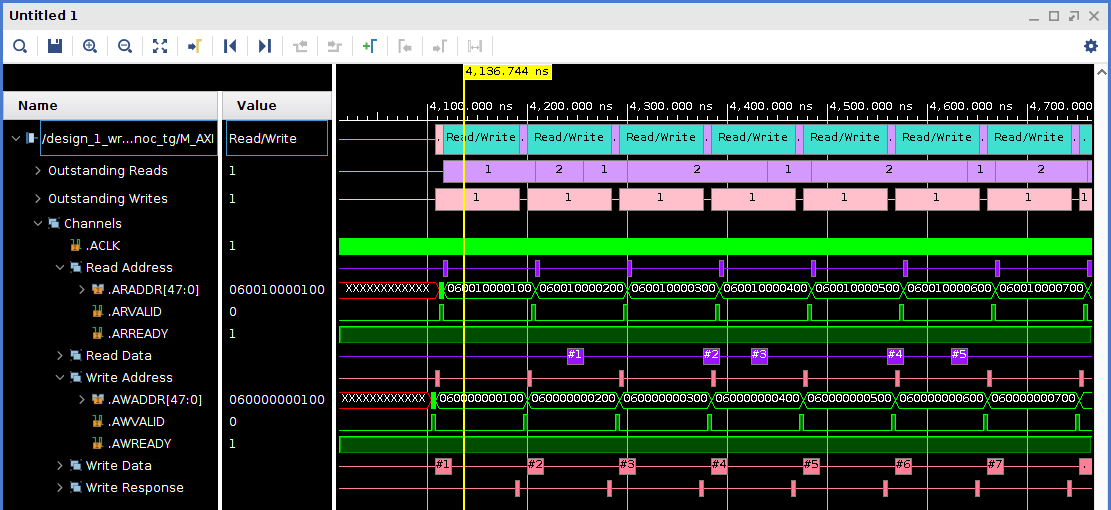 Untitled 1
4,136.744 ns
Name Value
4,100.000 ns 4,200.000 ns 4,300.000 ns 4,400.000 ns 4,500.000 ns 4,600.000 ns 4,700.000
/design_1_wr...noc_tg/M_AXI Read/Write . Read/Write . Read/Write . Read/Write . Read/Write . Read/Write . Read/Write . Read/Write . .
Outstanding Reads 1 1 2 1 2 1 2 1 2
Outstanding Writes 1 1 1 1 1 1 1 1 1
Channels
.ACLK 1
Read Address
.ARADDR[47:0] 060010000100 XXXXXXXXXXXX 060010000100 060010000200 060010000300 060010000400 060010000500 060010000600 060010000700
.ARVALID 0
.ARREADY 1
Read Data #1 #2 #3 #4 #5
Write Address
.AWADDR[47:0] 060000000100 XXXXXXXXXXXX 060000000100 060000000200 060000000300 060000000400 060000000500 060000000600 060000000700
.AWVALID 0
.AWREADY 1
Write Data #1 #2 #3 #4 #5 #6 #7 .
Write Response